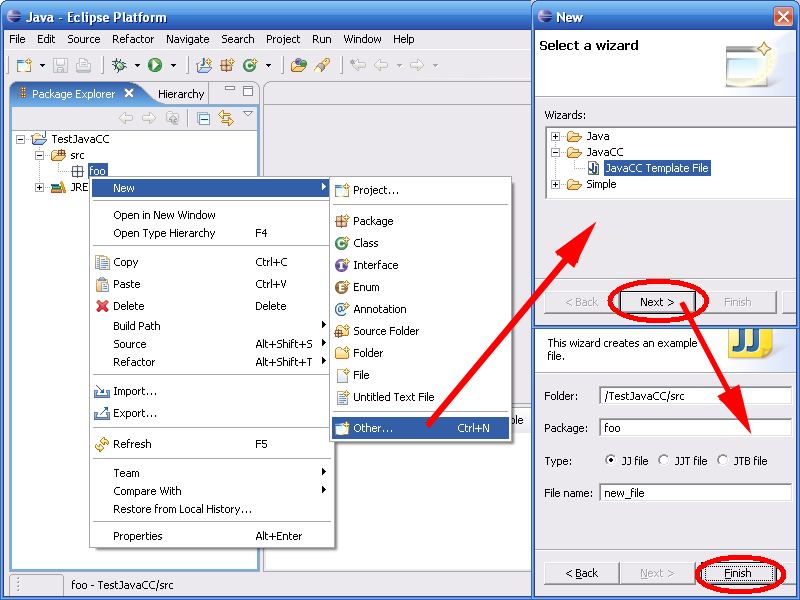 Java - Eclipse Platform
File Edit Source Refactor Navigate Search Project Run Window Help
Package Explorer
Hierarchy
TestJavaCC
src
foo
JRE
New
Open in New Window
Open Type Hierarchy F4
Copy Ctrl+C
Paste Ctrl+V
Delete Delete
Build Path
Source Alt+Shift+S
Refactor Alt+Shift+T
Import...
Export...
Refresh F5
Team
Compare With
Restore from Local History...
Properties Alt+Enter
Project...
Package
Class
Interface
Enum
Annotation
Source Folder
Folder
File
Untitled Text File
Other... Ctrl+N
foo - TestJavaCC/src
New
Select a wizard
Wizards:
Java
JavaCC
JavaCC Template File
Simple
< Back Next > Finish
This wizard creates an example
file.
JJ
Folder: /TestJavaCC/src
Package: foo
Type: JJ file JJT file JTB file
File name: new_file
< Back Next > Finish